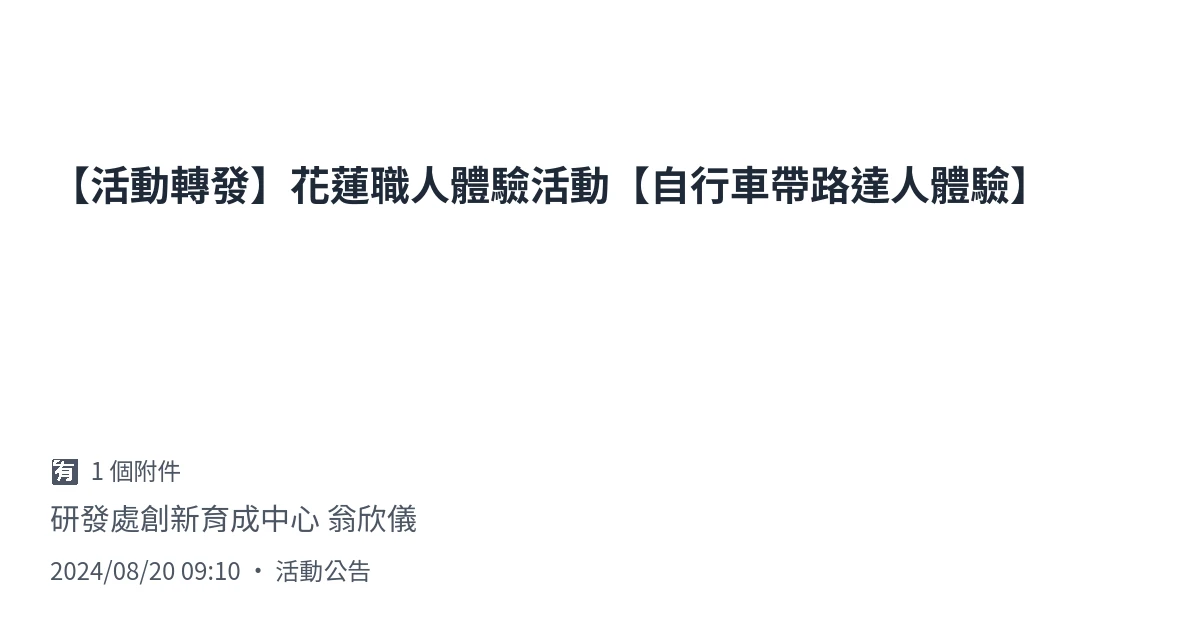 【活動轉發】花蓮職人體驗活動【自行車帶路達人體驗】
有 1 個附件
研發處創新育成中心 翁欣儀
2024/08/20 09:10 • 活動公告